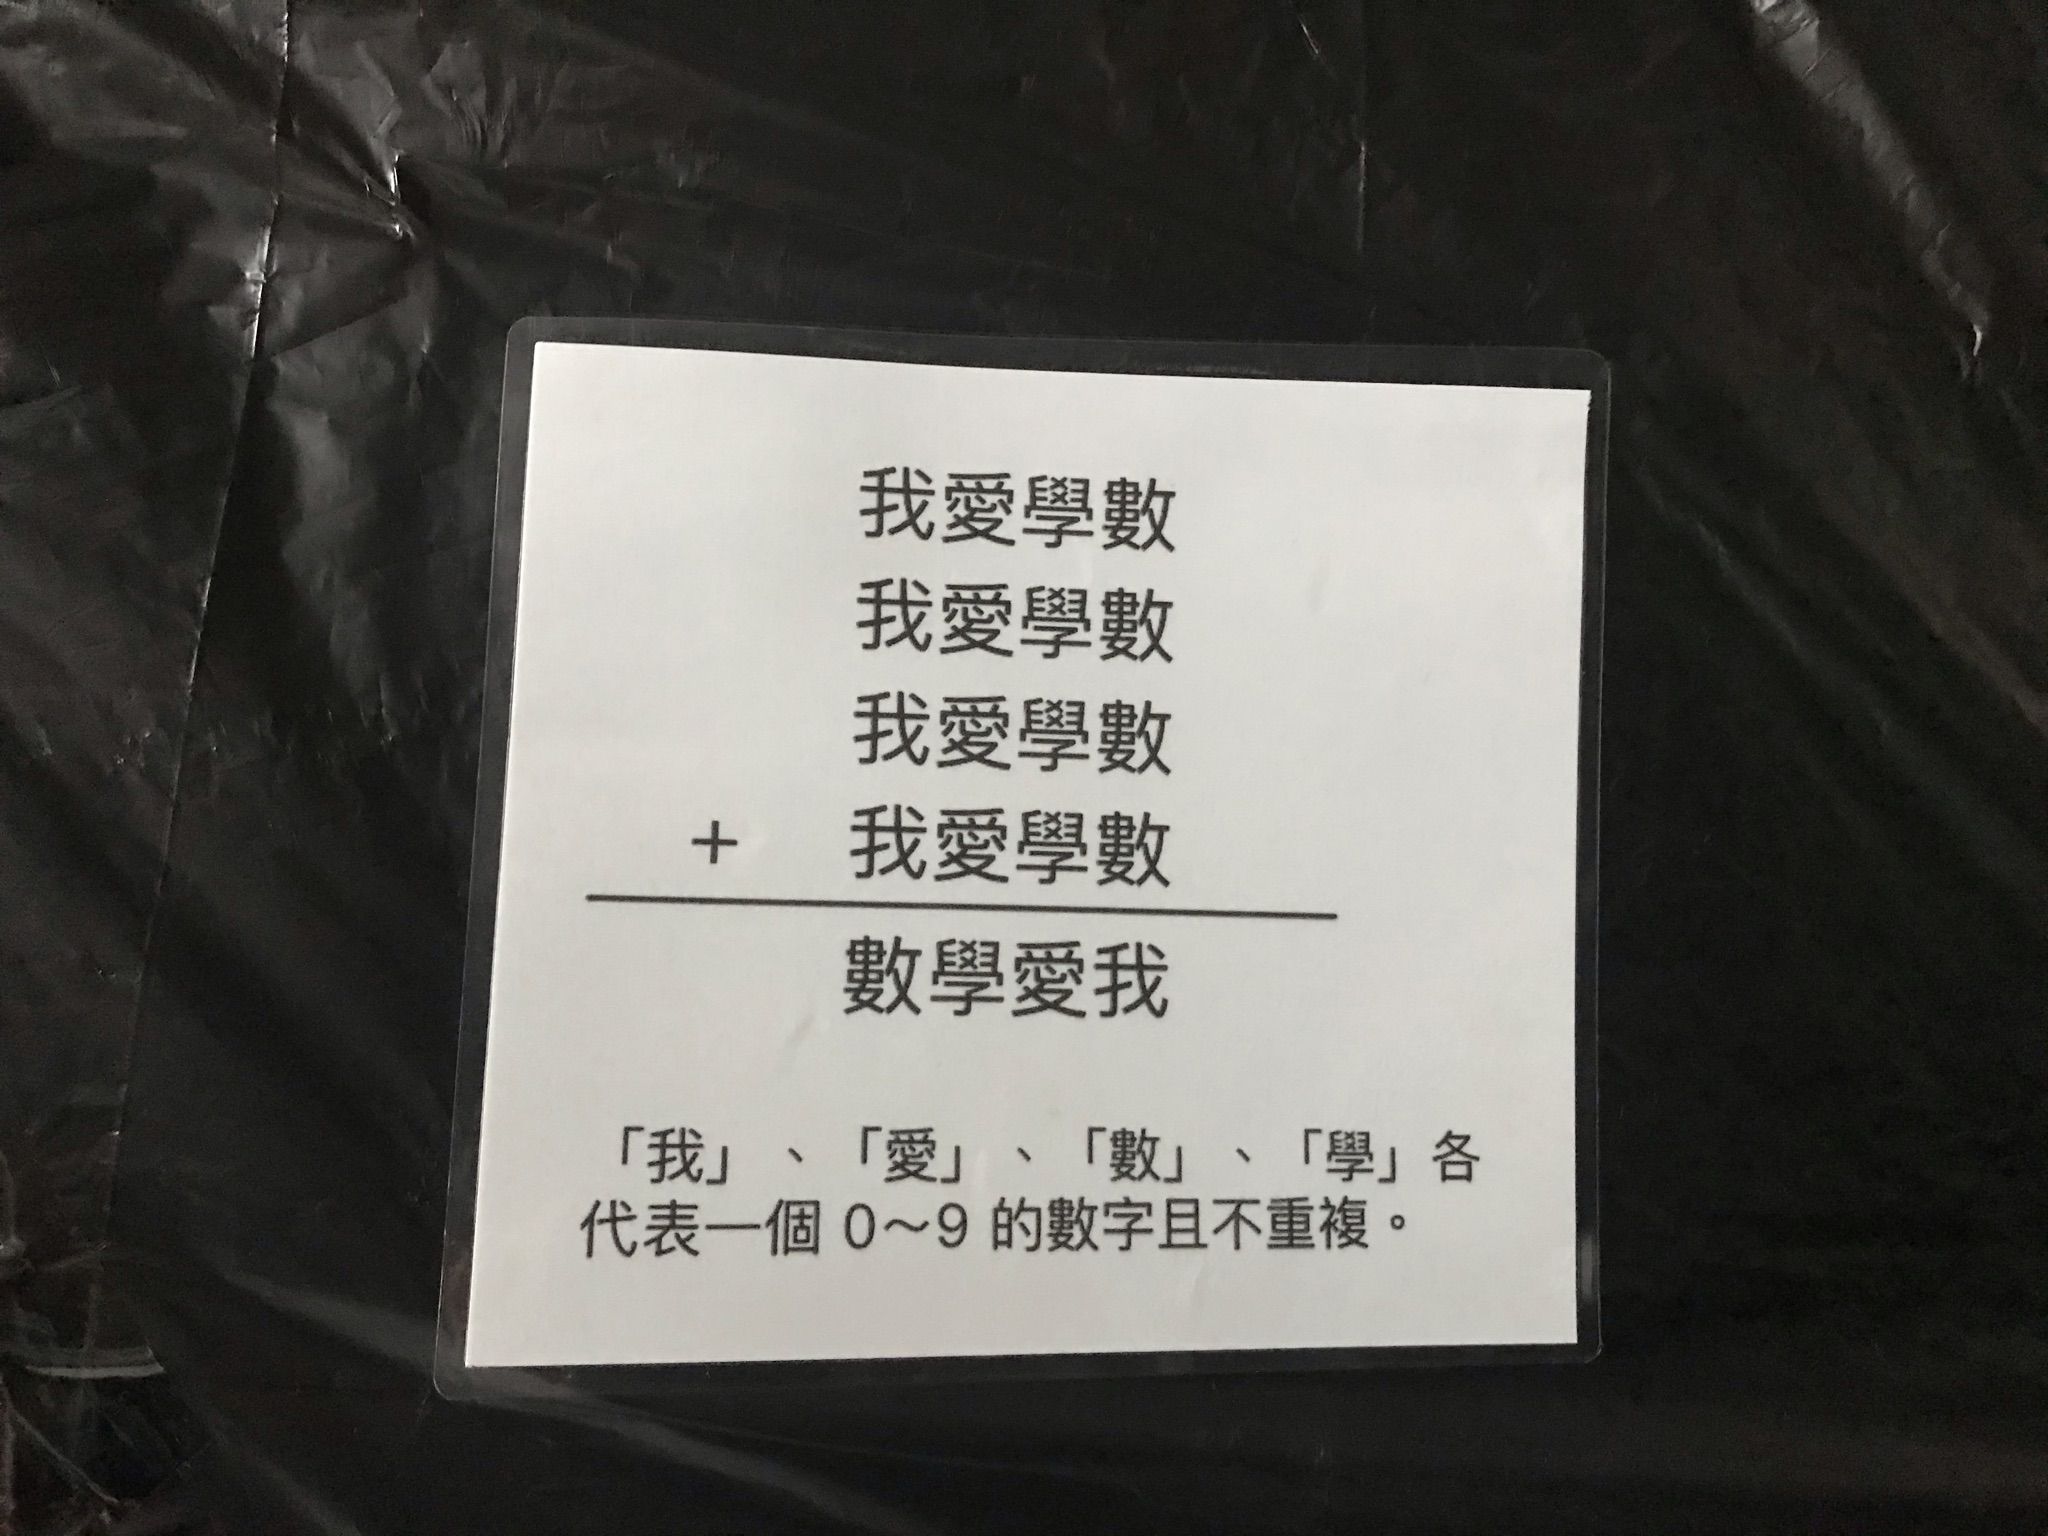 我愛學數
我愛學數
我愛學數
+ 我愛學數
數學愛我
「我」、「愛」、「數」、「學」各
代表一個 0～9 的數字且不重複。